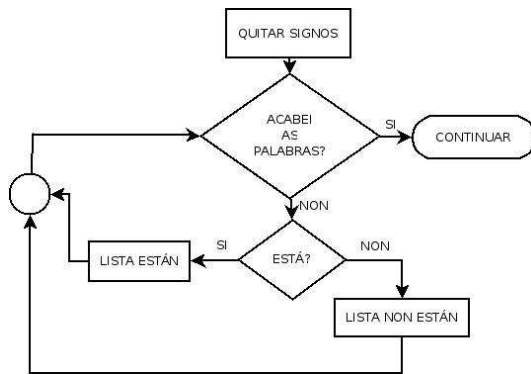 QUITAR SIGNOS
ACABEI
AS
PALABRAS?
SI
CONTINUAR
NON
SI
ESTÁ?
NON
LISTA ESTÁN
LISTA NON ESTÁN